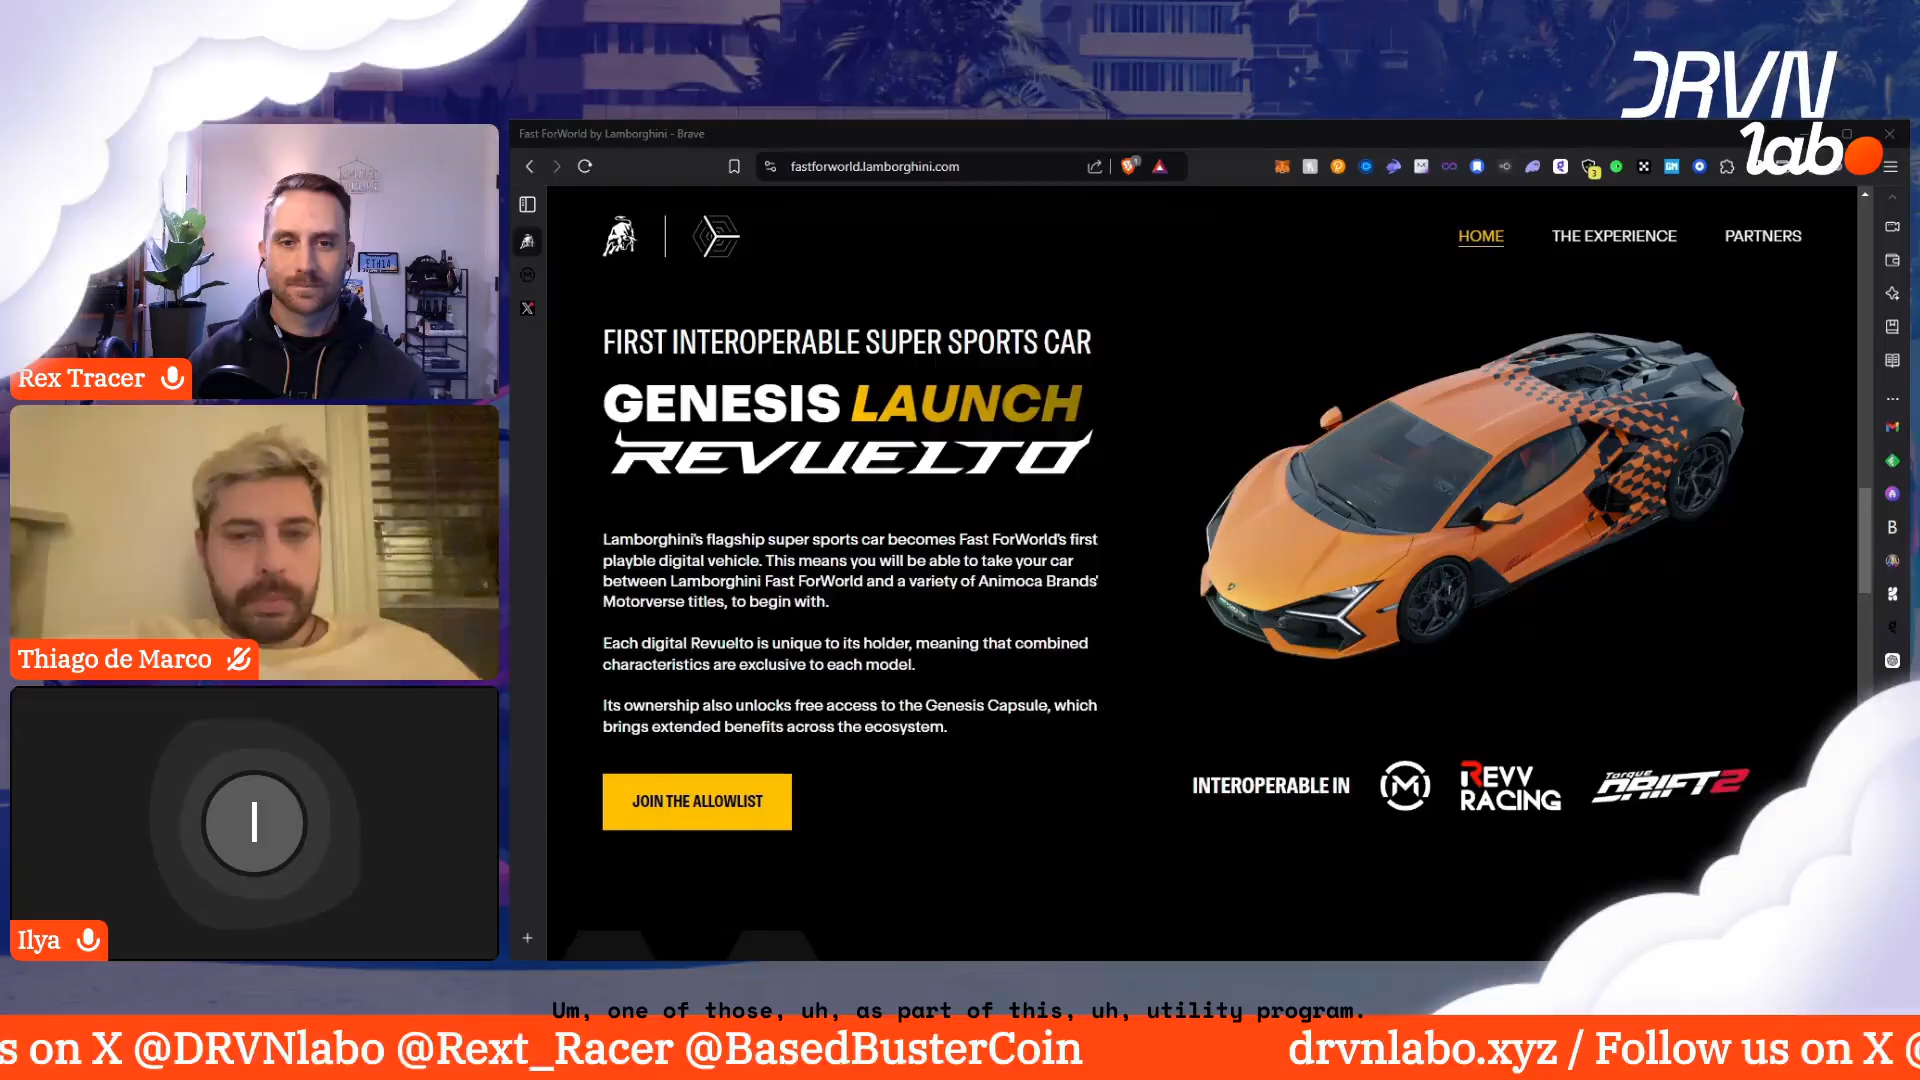 DRVN
labo
Fast ForWorld by Lamborghini - Brave
fastforworld.lamborghini.com
HOME
THE EXPERIENCE
PARTNERS
ETH14
Rex Tracer
FIRST INTEROPERABLE SUPER SPORTS CAR
GENESIS LAUNCH
REVUELTO
Lamborghini's flagship super sports car becomes Fast ForWorld's first
playble digital vehicle. This means you will be able to take your car
between Lamborghini Fast ForWorld and a variety of Animoca Brands'
Motorverse titles, to begin with.
Each digital Revuelto is unique to its holder, meaning that combined
characteristics are exclusive to each model.
Its ownership also unlocks free access to the Genesis Capsule, which
brings extended benefits across the ecosystem.
JOIN THE ALLOWLIST
INTEROPERABLE IN
M
REVV
RACING
Torque
DRIFT 2
Thiago de Marco
I
Ilya
Um, one of those, uh, as part of this, uh, utility program.
s on X @DRVNlabo @Rext_Racer @BasedBusterCoin
drvnlabo.xyz / Follow us on X @